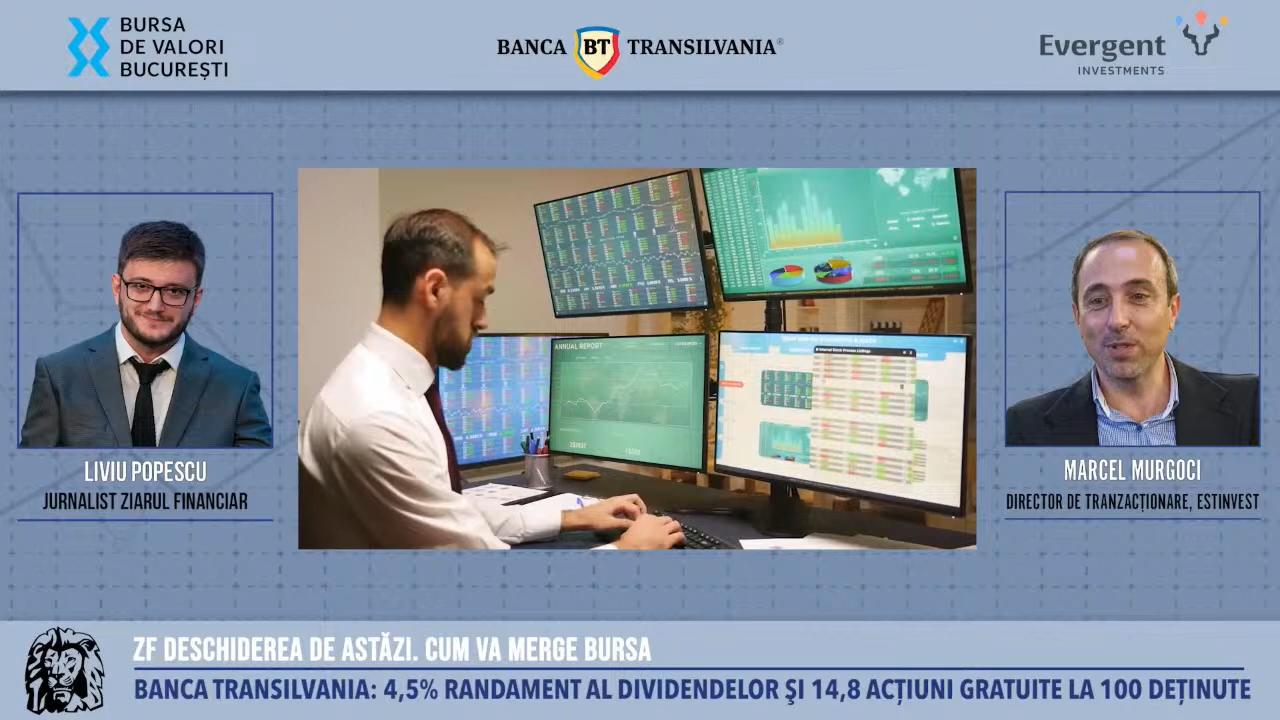 BURSA
DE VALORI
BUCUREȘTI
BANCA BT TRANSILVANIA®
Evergent
INVESTMENTS
ANNUAL REPORT
LIVIU POPESCU
JURNALIST ZIARUL FINANCIAR
MARCEL MURGOCI
DIRECTOR DE TRANZACȚIONARE, ESTINVEST
ZF DESCHIDEREA DE ASTĂZI. CUM VA MERGE BURSA
BANCA TRANSILVANIA: 4,5% RANDAMENT AL DIVIDENDELOR ŞI 14,8 ACȚIUNI GRATUITE LA 100 DEȚINUTE